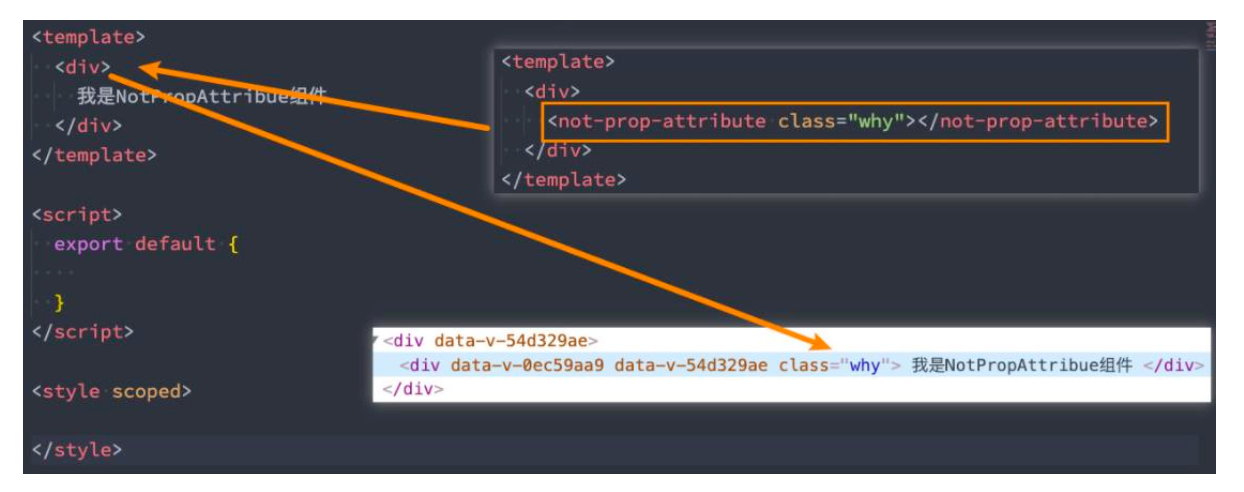 <template>
<div>
我是NotPropAttribue组件
</div>
</template>
<script>
export default {
}
</script>
<style scoped>
</style>
<template>
<div>
<not-prop-attribute class="why"></not-prop-attribute>
</div>
</template>
<div data-v-54d329ae>
<div data-v-0ec59aa9 data-v-54d329ae class="why"> 我是NotPropAttribue组件 </div>
</div>